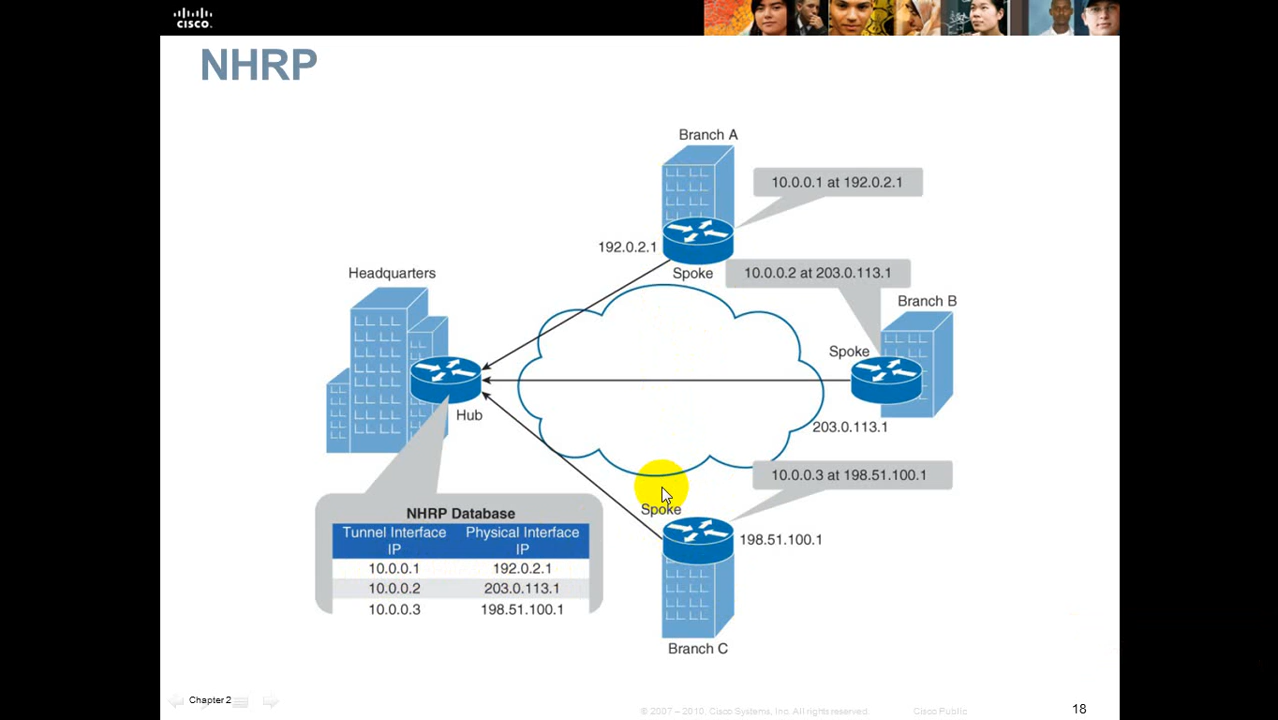 CISCO.
NHRP
Branch A
10.0.0.1 at 192.0.2.1
192.0.2.1
Spoke
10.0.0.2 at 203.0.113.1
Headquarters
Branch B
Spoke
Hub
203.0.113.1
10.0.0.3 at 198.51.100.1
Spoke
198.51.100.1
NHRP Database
Tunnel Interface IP
Physical Interface IP
10.0.0.1 192.0.2.1
10.0.0.2 203.0.113.1
10.0.0.3 198.51.100.1
Branch C
Chapter 2
© 2007 – 2010, Cisco Systems, Inc. All rights reserved.
Cisco Public
18